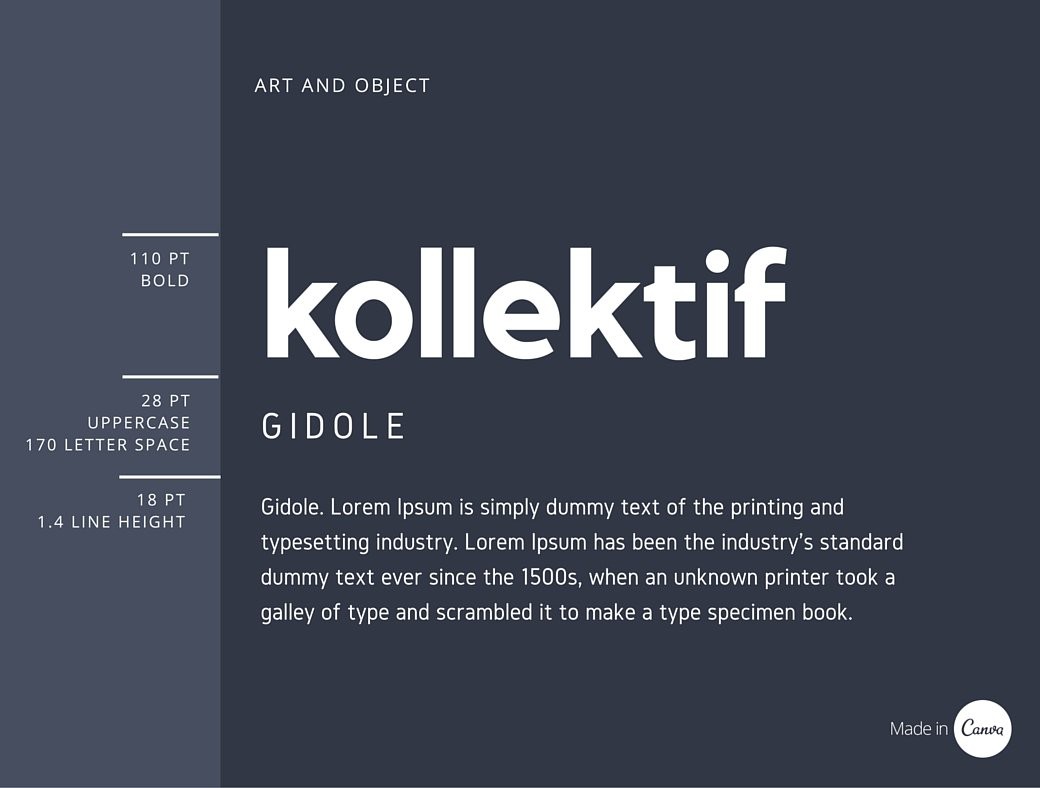 ART AND OBJECT
110 PT
BOLD
kollektif
28 PT
UPPERCASE
170 LETTER SPACE
GIDOLE
18 PT
1.4 LINE HEIGHT
Gidole. Lorem Ipsum is simply dummy text of the printing and
typesetting industry. Lorem Ipsum has been the industry’s standard
dummy text ever since the 1500s, when an unknown printer took a
galley of type and scrambled it to make a type specimen book.
Made in Canva